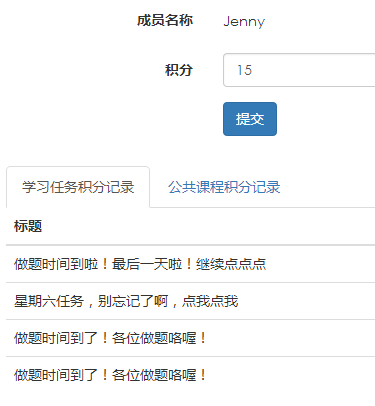 成员名称 Jenny
积分 15
提交
学习任务积分记录 公共课程积分记录
标题
做题时间到啦！最后一天啦！继续点点点
星期六任务，别忘记了啊，点我点我
做题时间到了！各位做题咯喔！
做题时间到了！各位做题咯喔！